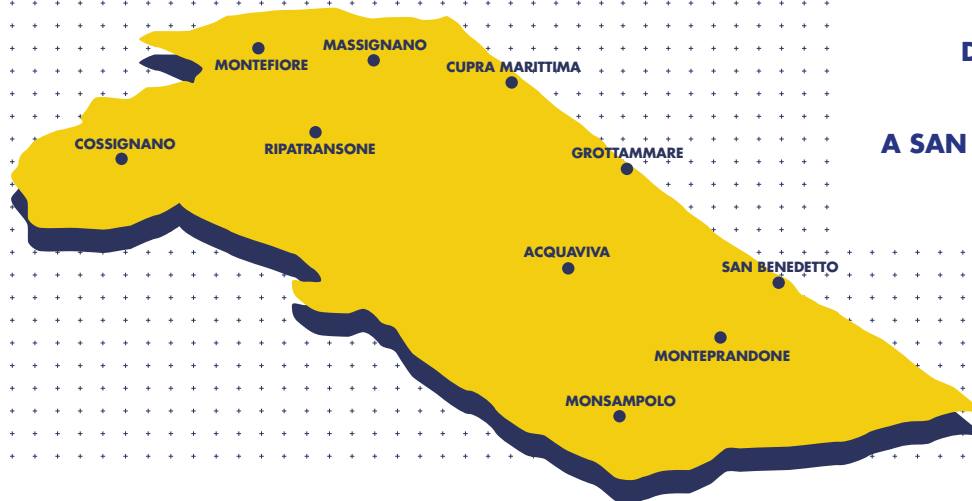 MASSIGNANO
D
MONTEFIORE
CUPRA MARITTIMA
COSSIGNANO
RIPATRANSONE
A SAN
GROTTAMMARE
ACQUAVIVA
SAN BENEDETTO
MONTEPRANDONE
MONSAMPOLO